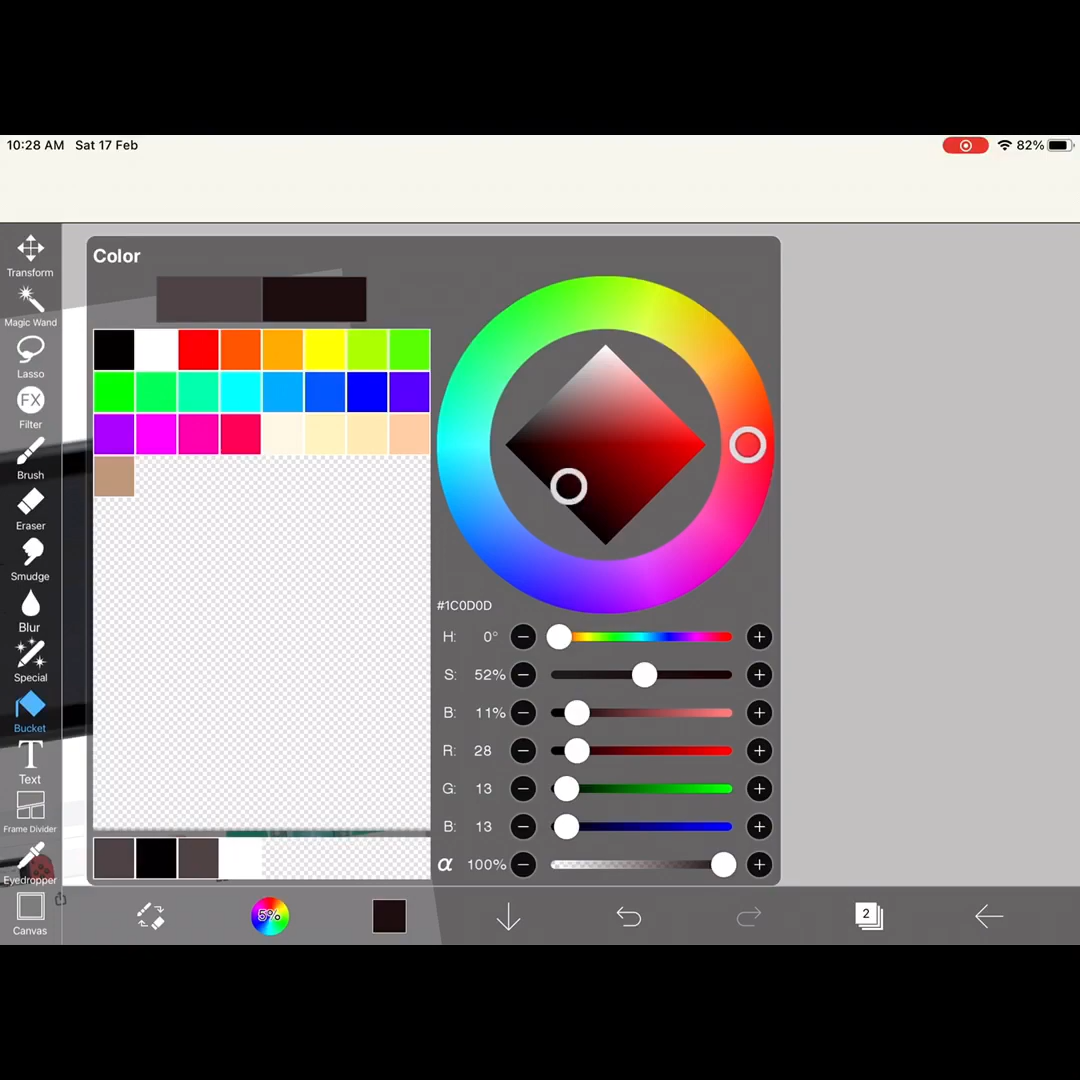 10:28 AM Sat 17 Feb
82%
Color
Transform
Magic Wand
Lasso
FX
Filter
Brush
Eraser
Smudge
Blur
Special
Bucket
T
Text
Frame Divider
Eyedropper
Canvas
#1C0D0D
H: 0°
S: 52%
B: 11%
R: 28
G: 13
B: 13
α 100%
5%
2